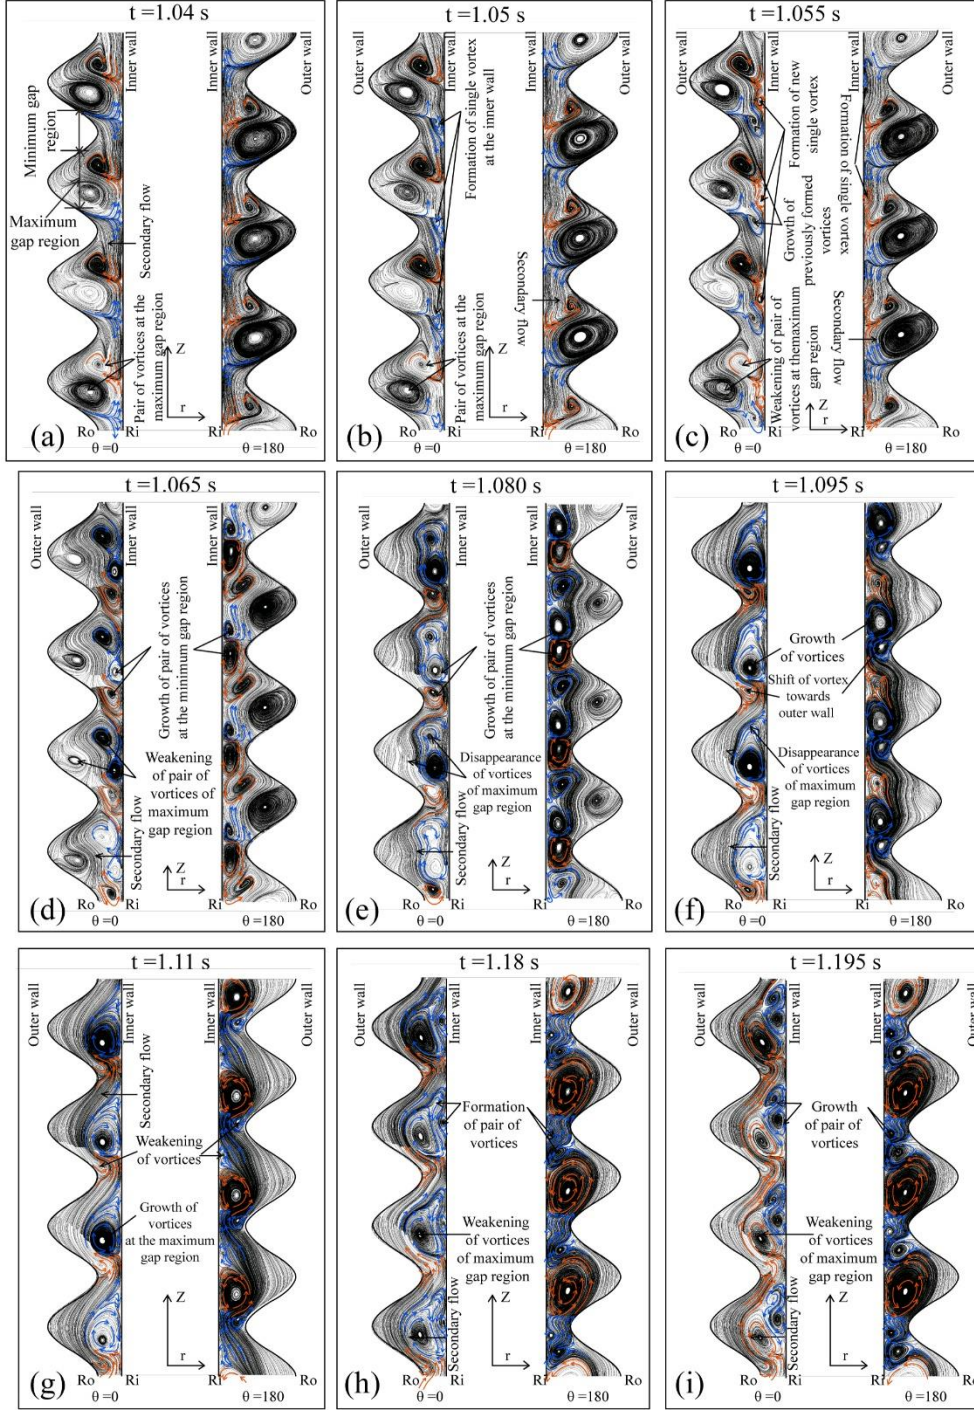 t =1.04 s
Outer wall
Inner wall
Outer wall
Minimum gap
region
Maximum
gap region
Secondary flow
Pair of vortices at the
maximum gap region
Z
r
(a)
Ro
Ri
Ri
Ro
θ =0
θ =180
t =1.05 s
Outer wall
Inner wall
Outer wall
Formation of single vortex
at the inner wall
Secondary
flow
Pair of vortices at the
maximum gap region
Z
r
(b)
Ro
Ri
Ri
Ro
θ =0
θ =180
t =1.055 s
Outer wall
Inner wall
Outer wall
Formation of new
single vortex
Formation of single vortex
Growth of
previously formed
vortices
Weakening of pair of
vortices at themaximum
gap region
Secondary
flow
Z
r
(c)
Ro
Ri
Ri
Ro
θ =0
θ =180
t =1.065 s
Outer wall
Inner wall
Outer wall
Growth of pair of vortices
at the minimum gap region
Weakening
of pair of
vortices of
maximum
gap region
Secondary flow
Z
r
(d)
Ro
Ri
Ri
Ro
θ =0
θ =180
t =1.080 s
Outer wall
Inner wall
Outer wall
Growth of pair of vortices
at the minimum gap region
Disappearance
of vortices
of maximum
gap region
Secondary flow
Z
r
(e)
Ro
Ri
Ri
Ro
θ =0
θ =180
t =1.095 s
Outer wall
Inner wall
Outer wall
Growth
of vortices
Shift of vortex
towards
outer wall
Disappearance of
vortices
of maximum
gap region
Secondary flow
Z
r
(f)
Ro
Ri
Ri
Ro
θ =0
θ =180
t =1.11 s
Outer wall
Inner wall
Inner wall
Outer wall
Secondary flow
Weakening
of vortices
Growth of
vortices
at the maximum
gap region
Z
r
(g)
Ro
Ri
Ri
Ro
θ =0
θ =180
t =1.18 s
Outer wall
Inner wall
Inner wall
Outer wall
Formation
of pair of
vortices
Weakening
of vortices
of maximum
gap region
Secondary flow
Z
r
(h)
Ro
Ri
Ri
Ro
θ =0
θ =180
t =1.195 s
Outer wall
Inner wall
Inner wall
Outer wall
Growth
of pair of
vortices
Weakening
of vortices
of maximum
gap region
Secondary flow
Z
r
(i)
Ro
Ri
Ri
Ro
θ =0
θ =180